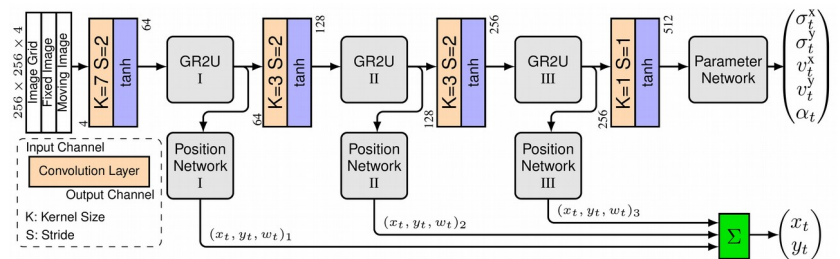 256 × 256 × 4
Image Grid
Fixed Image
Moving Image
4
K=7 S=2
tanh
64
GR2U
I
64
K=3 S=2
tanh
128
GR2U
II
128
K=3 S=2
tanh
256
GR2U
III
256
K=1 S=1
tanh
512
Parameter
Network
σ_t^x
σ_t^y
v_t^x
v_t^y
α_t
Position
Network
I
Position
Network
II
Position
Network
III
Input Channel
Convolution Layer
Output Channel
K: Kernel Size
S: Stride
(x_t, y_t, w_t)_1
(x_t, y_t, w_t)_2
(x_t, y_t, w_t)_3
Σ
x_t
y_t